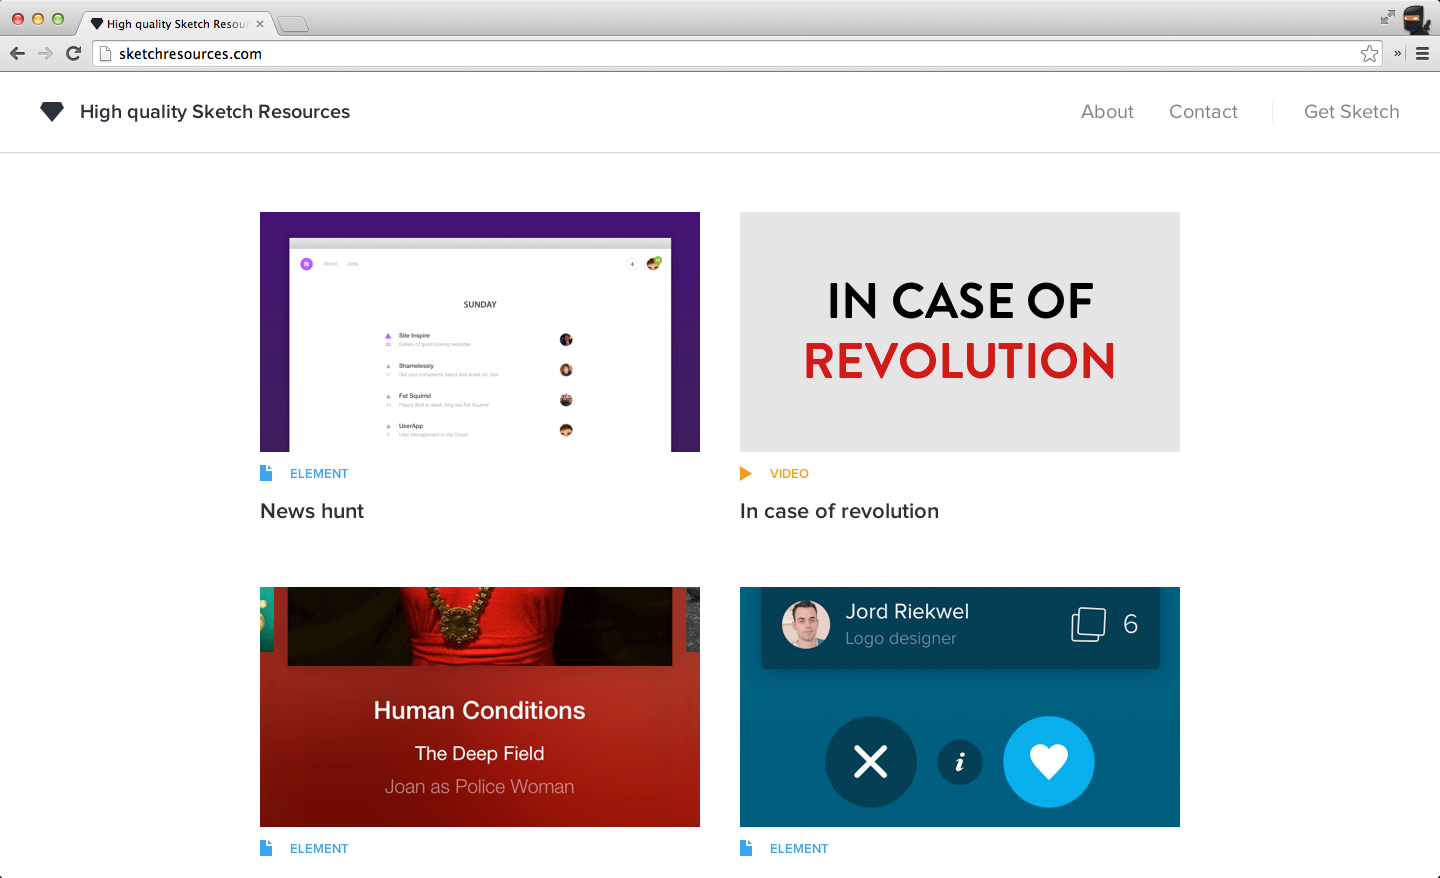 High quality Sketch Resour
sketchresources.com
High quality Sketch Resources
About
Contact
Get Sketch
N
About
Jobs
SUNDAY
Site Inspire
Gallery of good looking websites
22
Shamelessly
Get your complaints heard and acted on, fast
17
Fat Squirrel
Flappy Bird is dead, long live Fat Squirrel
14
UserApp
User Management in the Cloud
ELEMENT
News hunt
IN CASE OF
REVOLUTION
VIDEO
In case of revolution
Human Conditions
The Deep Field
Joan as Police Woman
ELEMENT
Jord Riekwel
Logo designer
6
i
ELEMENT